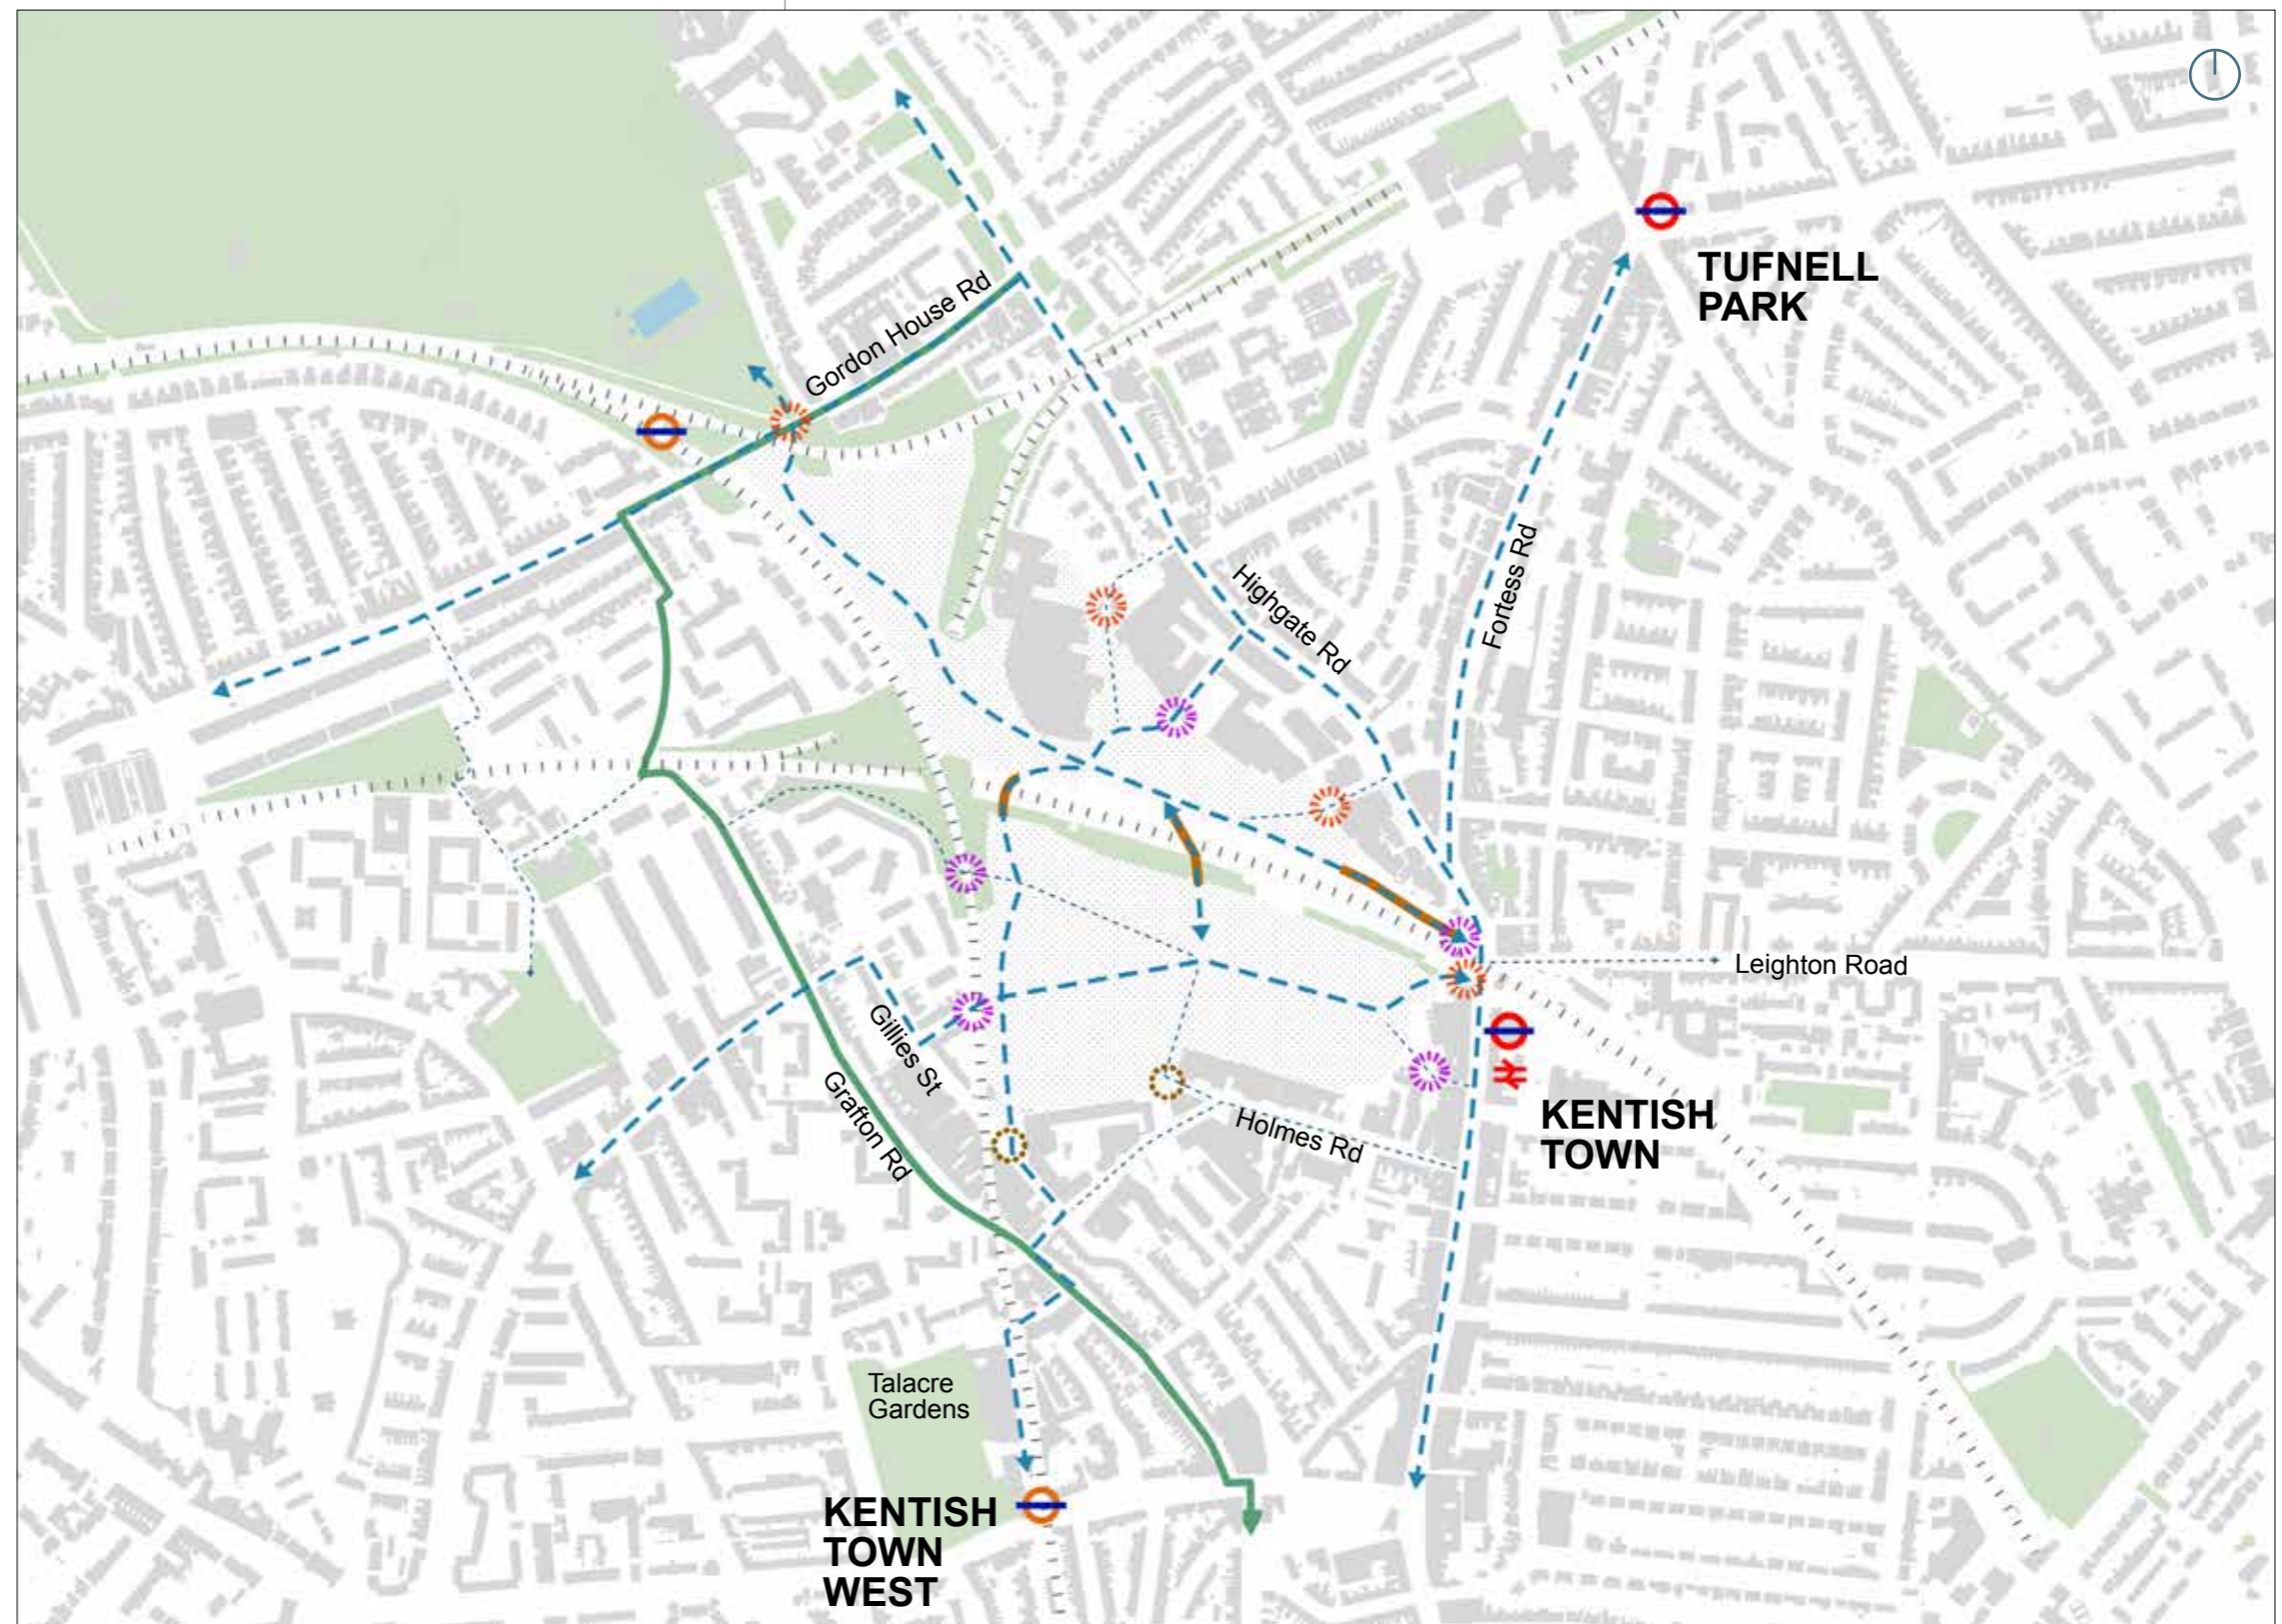 TUFNELL
PARK
Gordon House Rd
Highgate Rd
Fortess Rd
Leighton Road
Gillies St
Grafton Rd
Holmes Rd
KENTISH
TOWN
Talacre
Gardens
KENTISH
TOWN
WEST